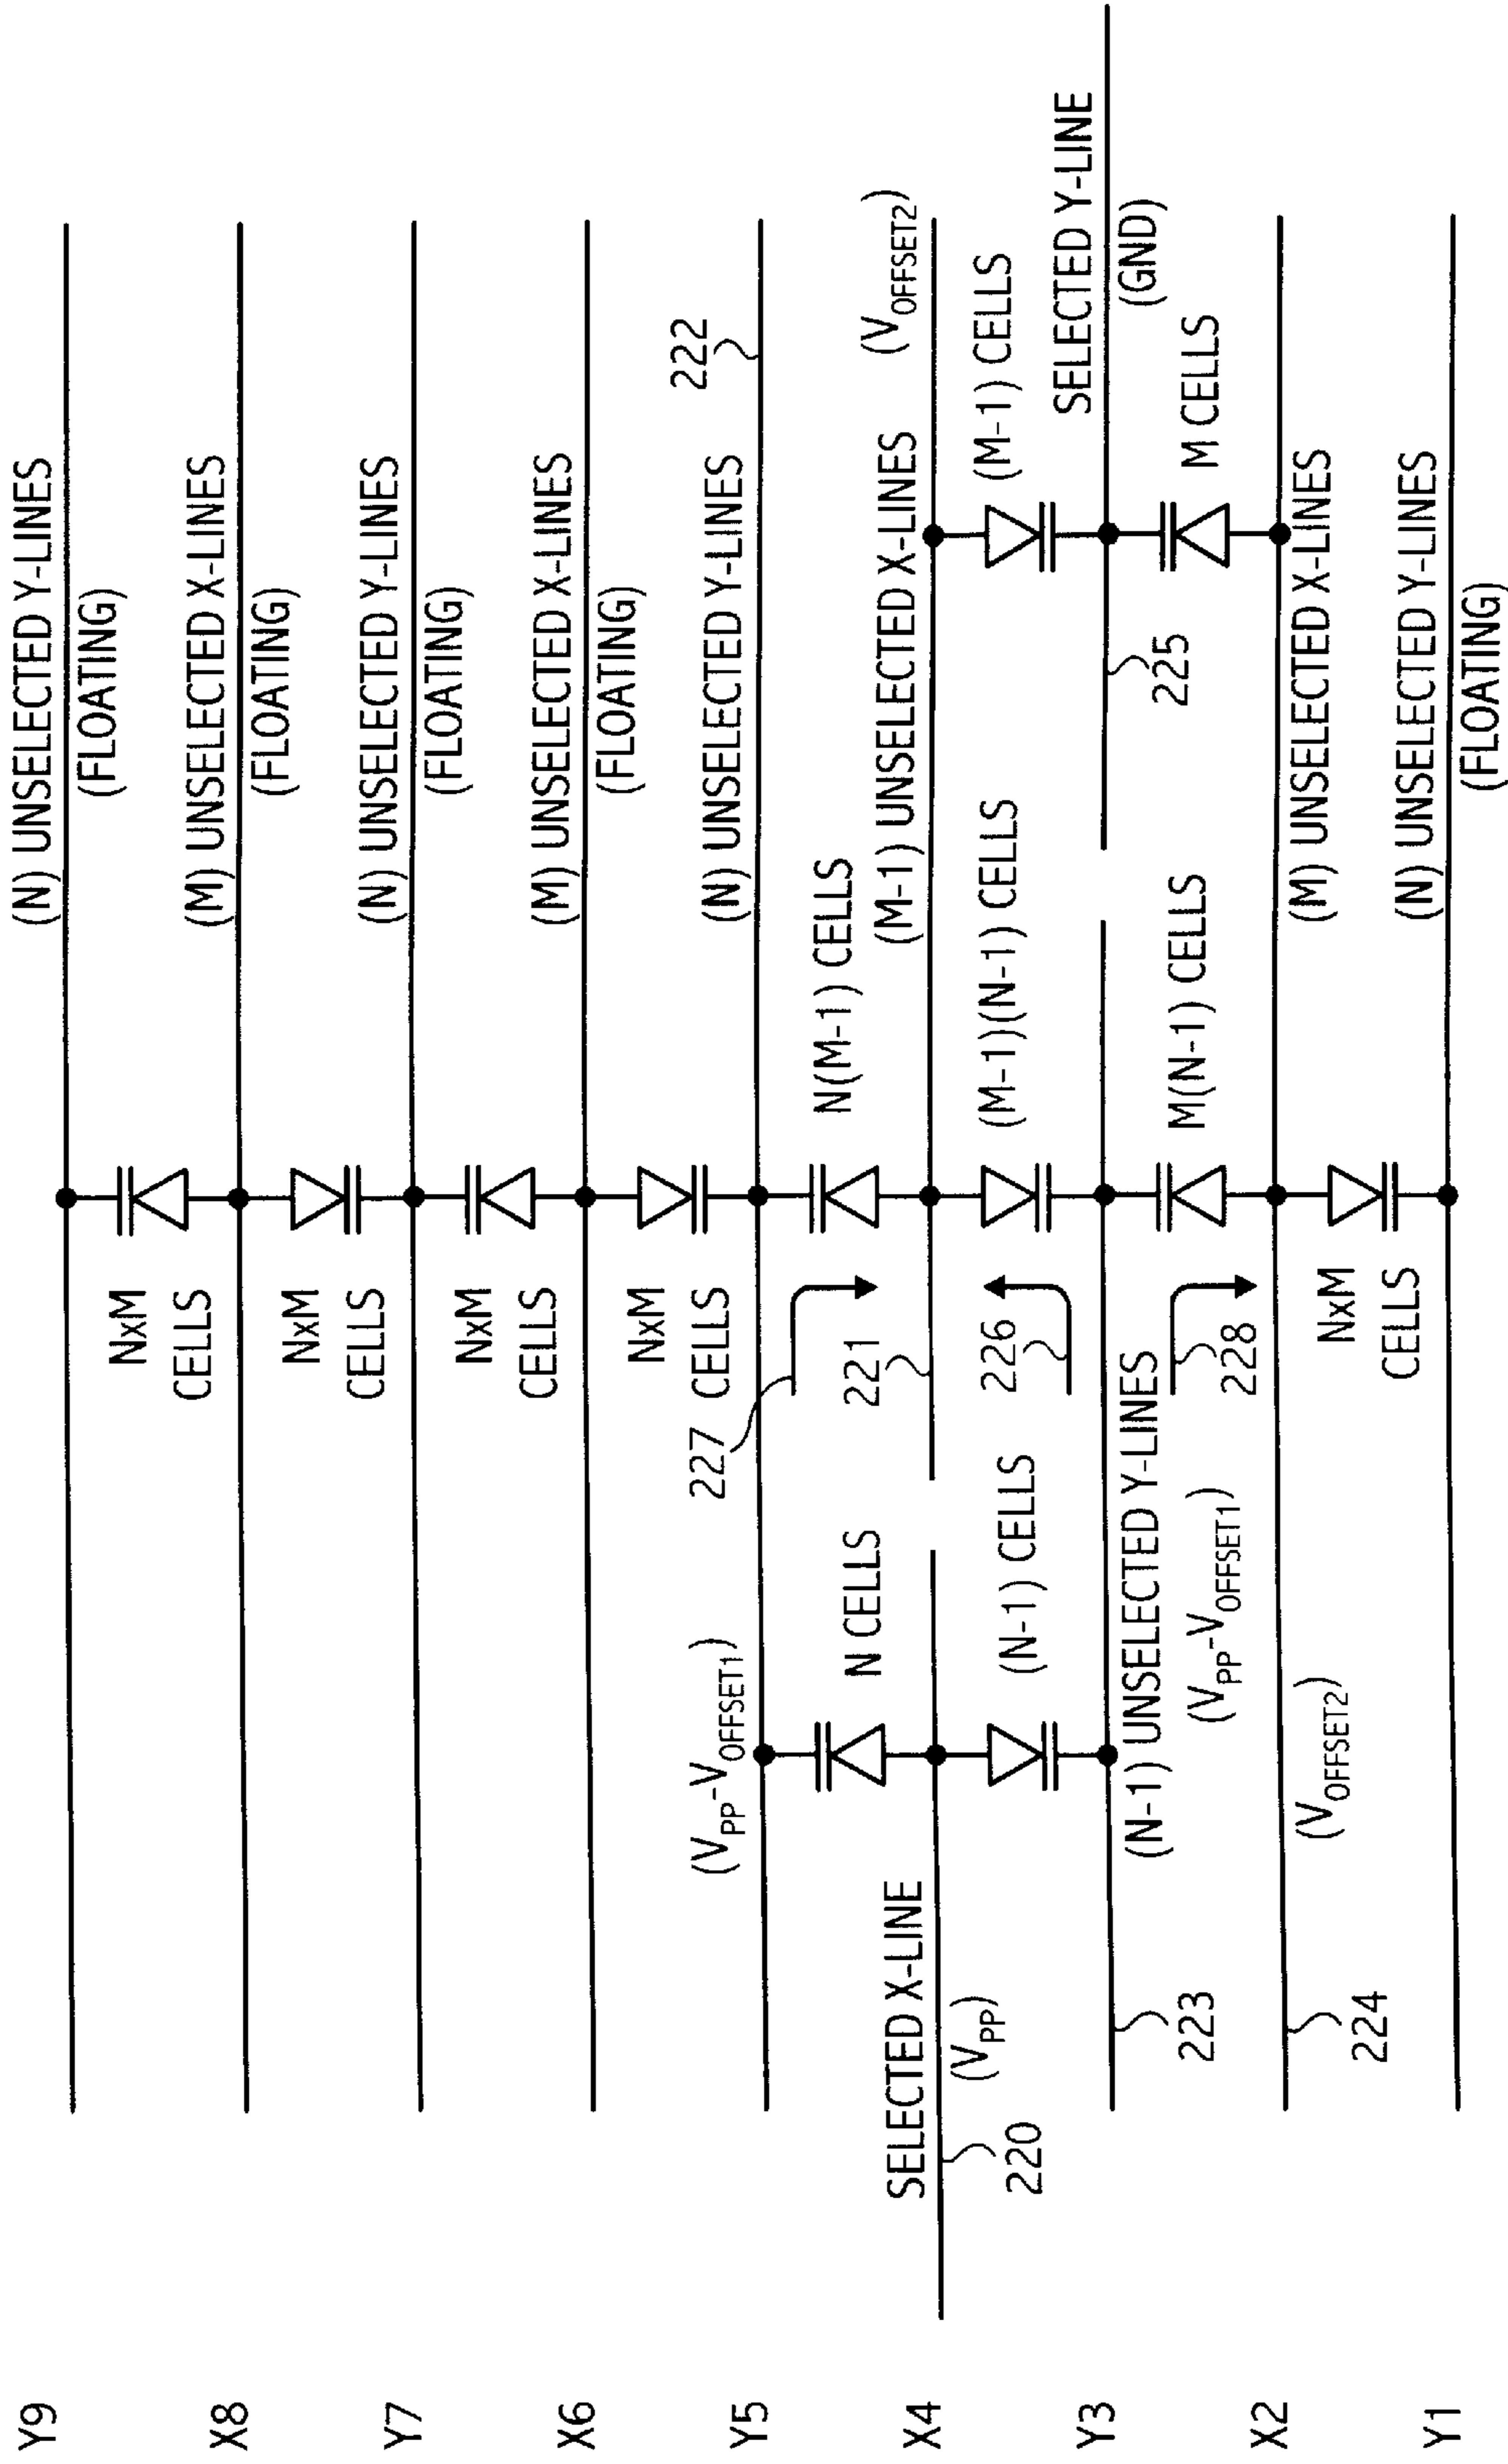 Y9
(N) UNSELECTED Y-LINES
(FLOATING)
NxM
CELLS
X8
(M) UNSELECTED X-LINES
(FLOATING)
NxM
CELLS
Y7
(N) UNSELECTED Y-LINES
(FLOATING)
NxM
CELLS
X6
(M) UNSELECTED X-LINES
(FLOATING)
NxM
CELLS
Y5
(VPP-VOFFSET1)
(N) UNSELECTED Y-LINES
222
227
N CELLS
221
N(M-1) CELLS
X4
SELECTED X-LINE
(VPP)
220
(M-1) UNSELECTED X-LINES
(VOFFSET2)
(N-1) CELLS
226
(M-1)(N-1) CELLS
(M-1) CELLS
Y3
SELECTED Y-LINE
(GND)
223
(N-1) UNSELECTED Y-LINES
(VPP-VOFFSET1)
228
M(N-1) CELLS
225
M CELLS
X2
224
(VOFFSET2)
(M) UNSELECTED X-LINES
NxM
CELLS
Y1
(N) UNSELECTED Y-LINES
(FLOATING)